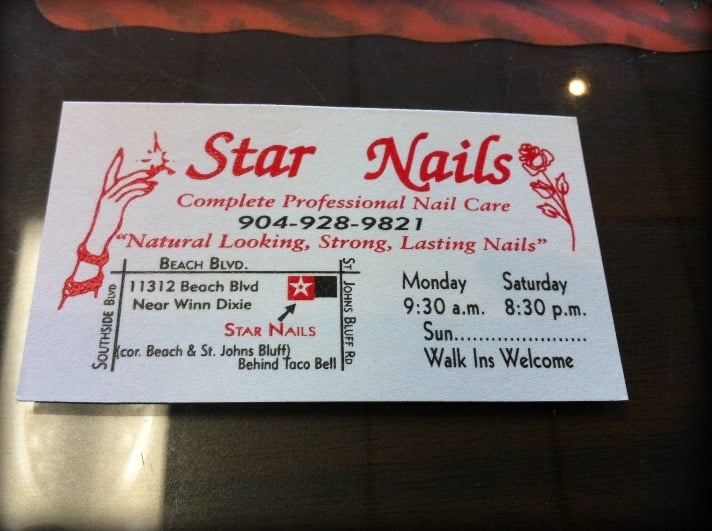 Star Nails
Complete Professional Nail Care
904-928-9821
"Natural Looking, Strong, Lasting Nails"
BEACH BLVD.
SOUTHSIDE BLVD
11312 Beach Blvd
Near Winn Dixie
STAR NAILS
(cor. Beach & St. Johns Bluff)
Behind Taco Bell
ST JOHNS BLUFF RD
Monday Saturday
9:30 a.m. 8:30 p.m.
Sun.......................
Walk Ins Welcome